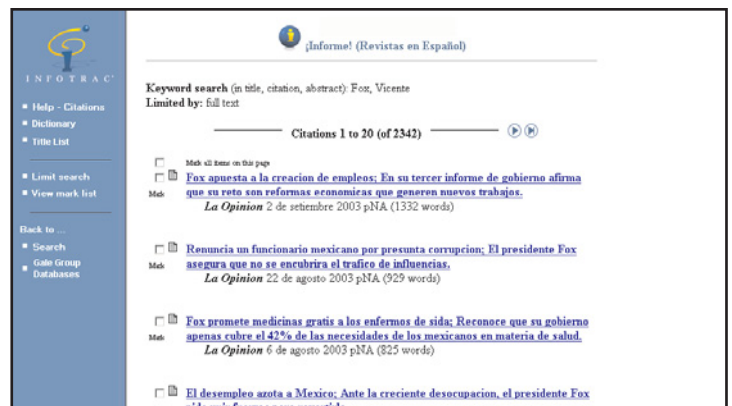 INFOTRAC
Help - Citations
Dictionary
Title List
Limit search
View mark list
Back to ...
Search
Gale Group
Databases
¡Informe! (Revistas en Español)
Keyword search (in title, citation, abstract): Fox, Vicente
Limited by: full text
Citations 1 to 20 (of 2342)
Mark all items on this page
Fox apuesta a la creacion de empleos; En su tercer informe de gobierno afirma
Mark que su reto son reformas economicas que generen nuevos trabajos.
La Opinion 2 de setiembre 2003 pNA (1332 words)
Renuncia un funcionario mexicano por presunta corrupcion; El presidente Fox
Mark asegura que no se encubrira el trafico de influencias.
La Opinion 22 de agosto 2003 pNA (929 words)
Fox promete medicinas gratis a los enfermos de sida; Reconoce que su gobierno
Mark apenas cubre el 42% de las necesidades de los mexicanos en materia de salud.
La Opinion 6 de agosto 2003 pNA (825 words)
El desempleo azota a Mexico; Ante la creciente desocupacion, el presidente Fox